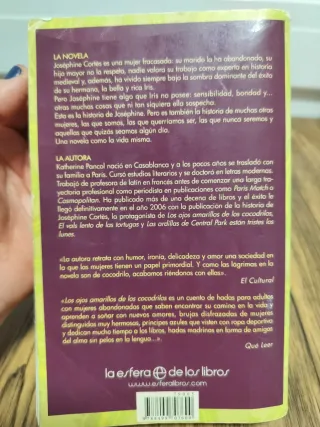 LA NOVELA
Joséphine Cortès es una mujer fracasada: su marido la ha abandonado, su
hija mayor no la respeta, nadie valora su trabajo como experta en historia
medieval y, además, ha vivido siempre bajo la sombra dominante del éxito
de su hermana, la bella y rica Iris.
Pero Joséphine tiene algo que Iris no posee: sensibilidad, bondad y...
otras muchas cosas que ni tan siquiera ella sospecha.
Esta es la historia de Joséphine. Pero es también la historia de muchas otras
mujeres, las que somos, las que querríamos ser, las que nunca seremos y
aquellas que quizás seamos algún día.
Una novela como la vida misma.
LA AUTORA
Katherine Pancol nació en Casablanca y a los pocos años se trasladó con
su familia a París. Cursó estudios literarios y se doctoró en letras modernas.
Trabajó de profesora de latín en francés antes de comenzar una larga tra-
yectoria profesional como periodista en publicaciones como Paris Match o
Cosmopolitan. Ha publicado más de una decena de libros y el éxito le
llegó definitivamente en el año 2006 con la publicación de la historia de
Joséphine Cortès, la protagonista de Los ojos amarillos de los cocodrilos,
El vals lento de las tortugas y Las ardillas de Central Park están tristes los
lunes.
«La autora retrata con humor, ironía, delicadeza y amor una sociedad en
la que las mujeres tienen un papel primordial. Y como las lágrimas en la
novela son de cocodrilo, acabamos riéndonos con ellas».
El Cultural
«Los ojos amarillos de los cocodrilos es un cuento de hadas para adultos
con mujeres abandonadas que saben encontrar su camino en la vida y
aprenden a soñar con nuevos amores, brujas disfrazadas de mujeres
distinguidas muy hermosas, príncipes azules que visten con ropa deportiva
y dedican mucho tiempo a los libros, hadas madrinas en forma de amigas
del alma sin pelos en la lengua...».
Qué Leer
la esfera de los libros
www.esferalibros.com